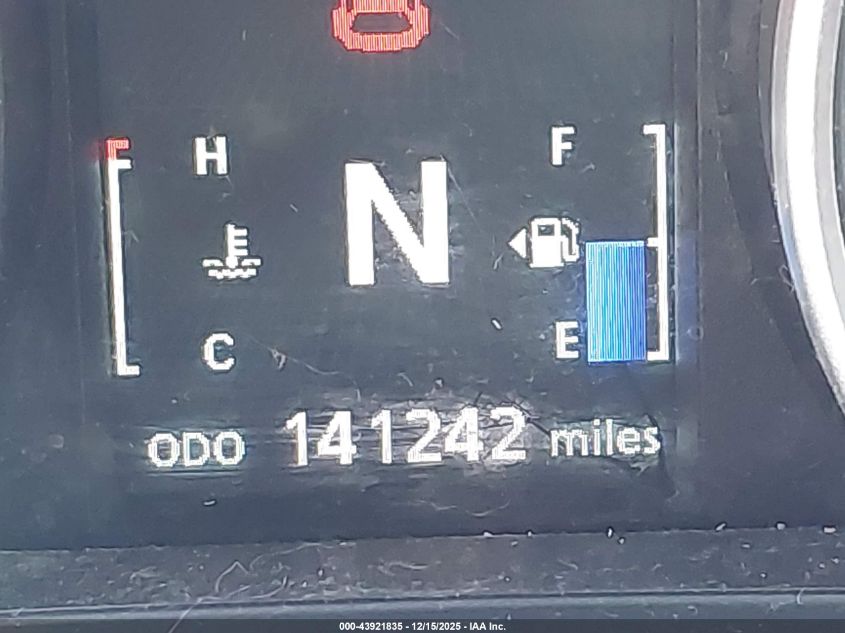 H F
N
C E
ODO 141242 miles
000-43921835 - 12/15/2025 - IAA Inc.